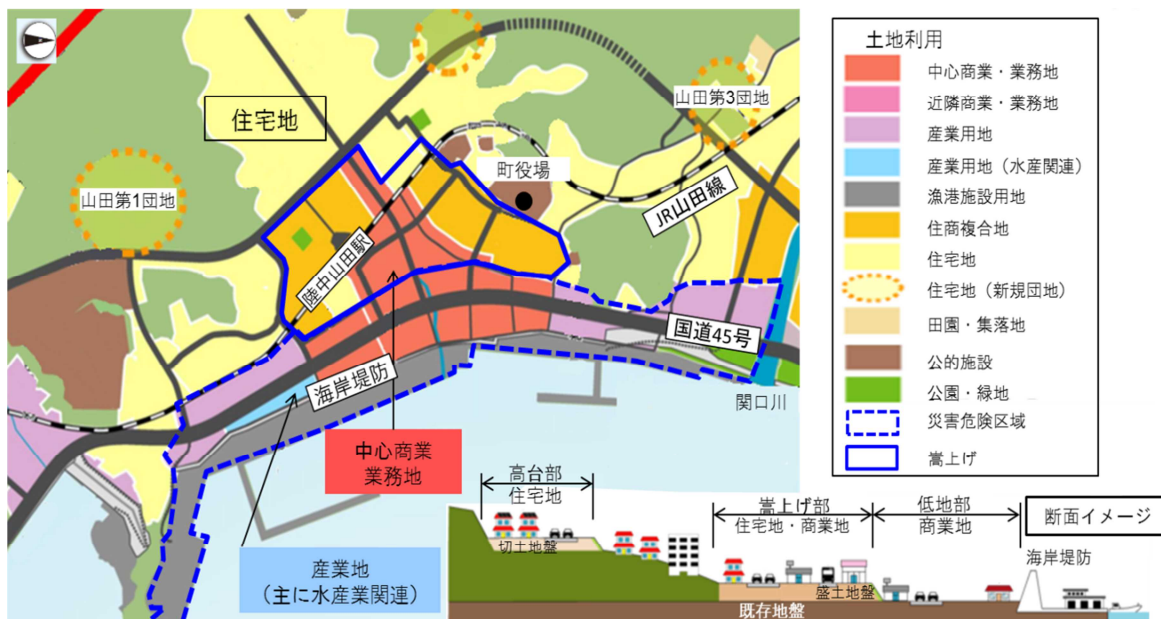 住宅地
山田第3団地
山田第1団地
町役場
JR山田線
陸中山田駅
国道45号
海岸堤防
関口川
中心商業
業務地
産業地
(主に水産業関連)
土地利用
中心商業・業務地
近隣商業・業務地
産業用地
産業用地(水産関連)
漁港施設用地
住商複合地
住宅地
住宅地(新規団地)
田園・集落地
公的施設
公園・緑地
災害危険区域
嵩上げ
高台部
住宅地
嵩上げ部
住宅地・商業地
低地部
商業地
断面イメージ
切土地盤
盛土地盤
海岸堤防
既存地盤